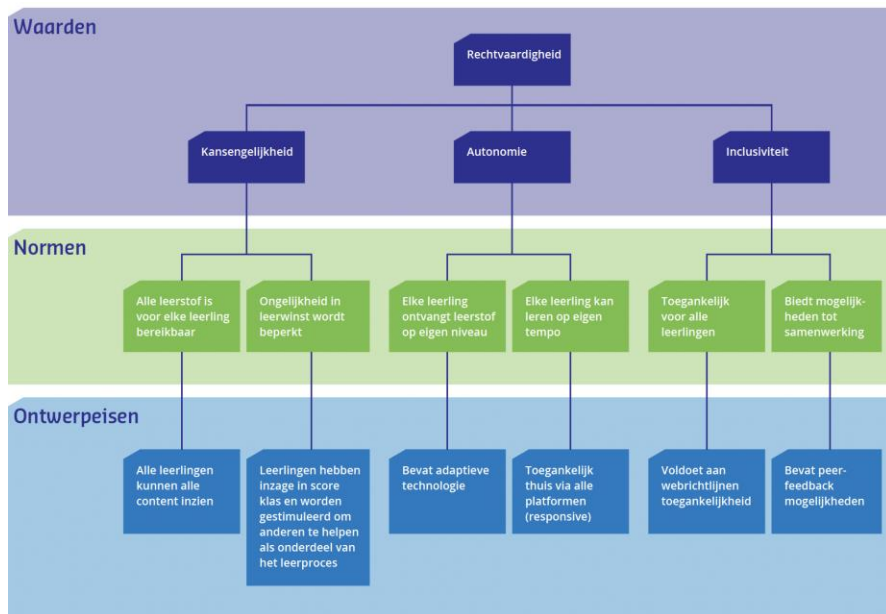 Waarden
Rechtvaardigheid
Kansengelijkheid
Autonomie
Inclusiviteit
Normen
Alle leerstof is
voor elke leerling
bereikbaar
Ongelijkheid in
leerwinst wordt
beperkt
Elke leerling
ontvangt leerstof
op eigen niveau
Elke leerling kan
leren op eigen
tempo
Toegankelijk
voor alle
leerlingen
Biedt mogelijk-
heden tot
samenwerking
Ontwerpeisen
Alle leerlingen
kunnen alle
content inzien
Leerlingen hebben
inzage in score
klas en worden
gestimuleerd om
anderen te helpen
als onderdeel van
het leerproces
Bevat adaptieve
technologie
Toegankelijk
thuis via alle
platformen
(responsive)
Voldoet aan
webrichtlijnen
toegankelijkheid
Bevat peer-
feedback
mogelijkheden